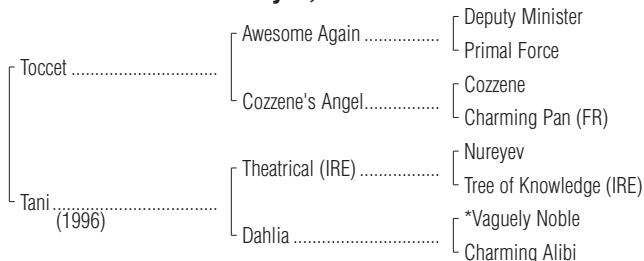 Deputy Minister
Awesome Again ................
Primal Force
Toccet ...............................
Cozzene
Cozzene's Angel................
Charming Pan (FR)
Nureyev
Theatrical (IRE) .................
Tree of Knowledge (IRE)
Tani ...................................
(1996)
*Vaguely Noble
Dahlia ...............................
Charming Alibi